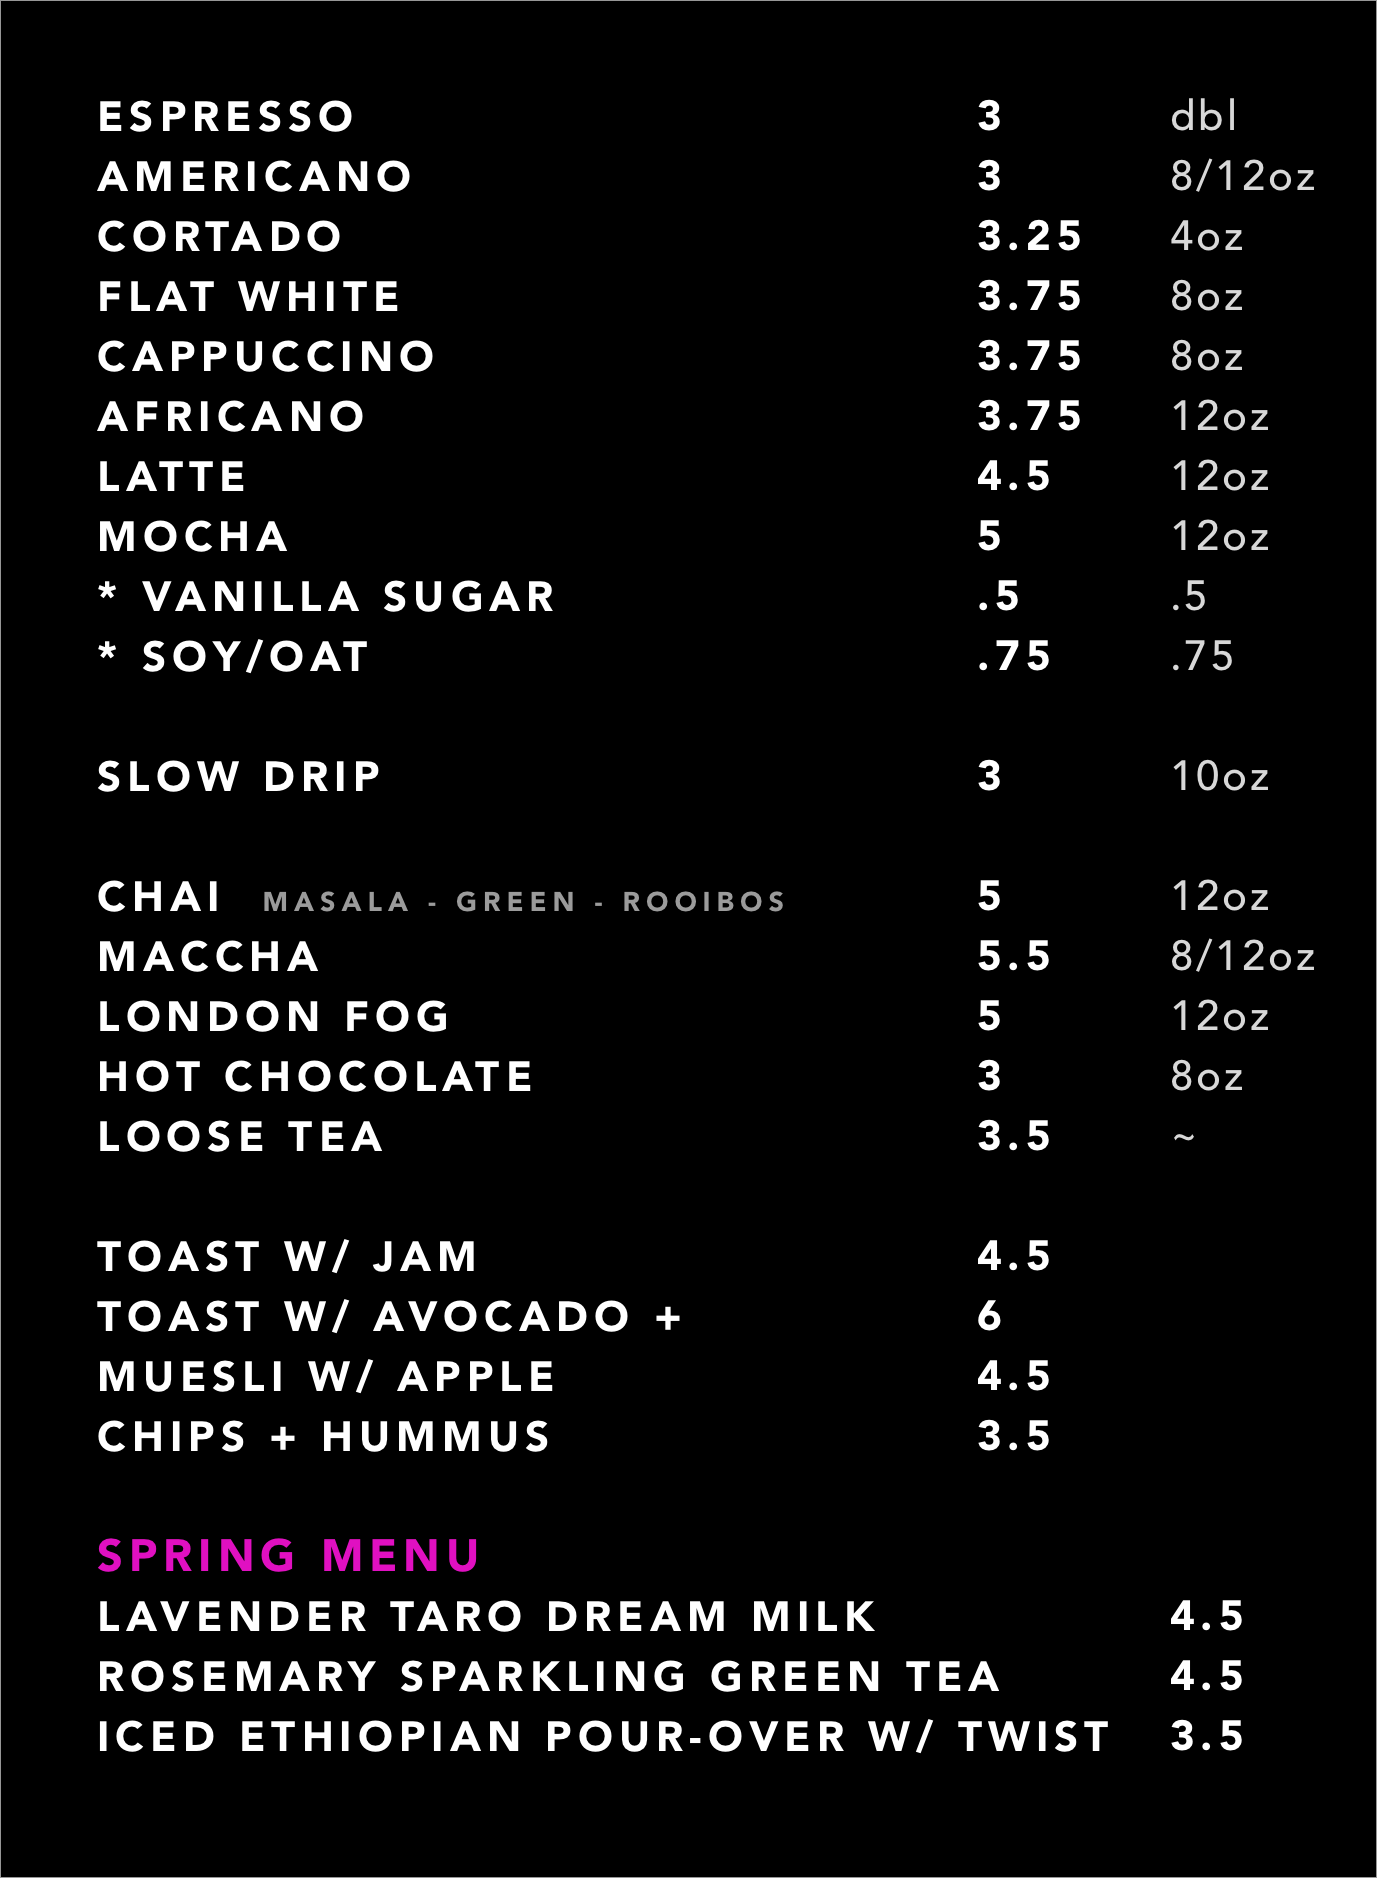 ESPRESSO 3 dbl
AMERICANO 3 8/12oz
CORTADO 3.25 4oz
FLAT WHITE 3.75 8oz
CAPPUCCINO 3.75 8oz
AFRICANO 3.75 12oz
LATTE 4.5 12oz
MOCHA 5 12oz
* VANILLA SUGAR .5 .5
* SOY/OAT .75 .75
SLOW DRIP 3 10oz
CHAI MASALA - GREEN - ROOIBOS 5 12oz
MACCHA 5.5 8/12oz
LONDON FOG 5 12oz
HOT CHOCOLATE 3 8oz
LOOSE TEA 3.5 ~
TOAST W/ JAM 4.5
TOAST W/ AVOCADO + 6
MUESLI W/ APPLE 4.5
CHIPS + HUMMUS 3.5
SPRING MENU
LAVENDER TARO DREAM MILK 4.5
ROSEMARY SPARKLING GREEN TEA 4.5
ICED ETHIOPIAN POUR-OVER W/ TWIST 3.5